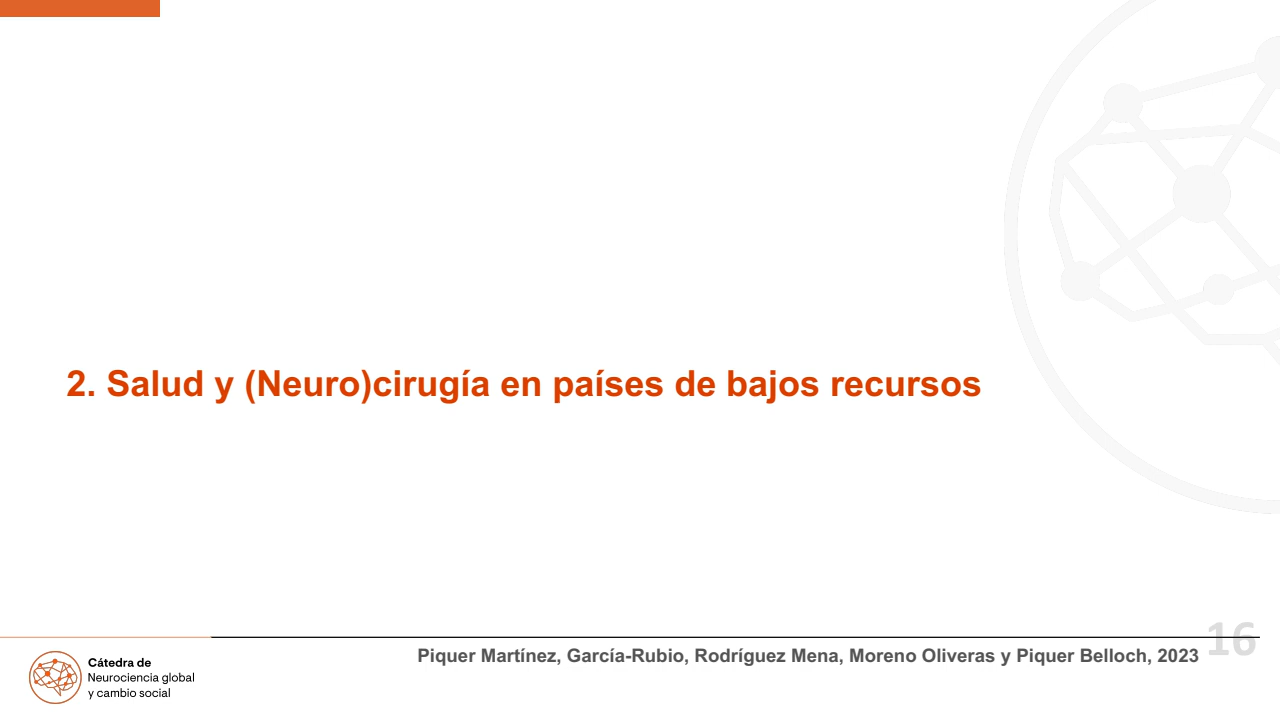 2. Salud y (Neuro)cirugía en países de bajos recursos
16
Piquer Martínez, García-Rubio, Rodríguez Mena, Moreno Oliveras y Piquer Belloch, 2023
Cátedra de
Neurociencia global
y cambio social